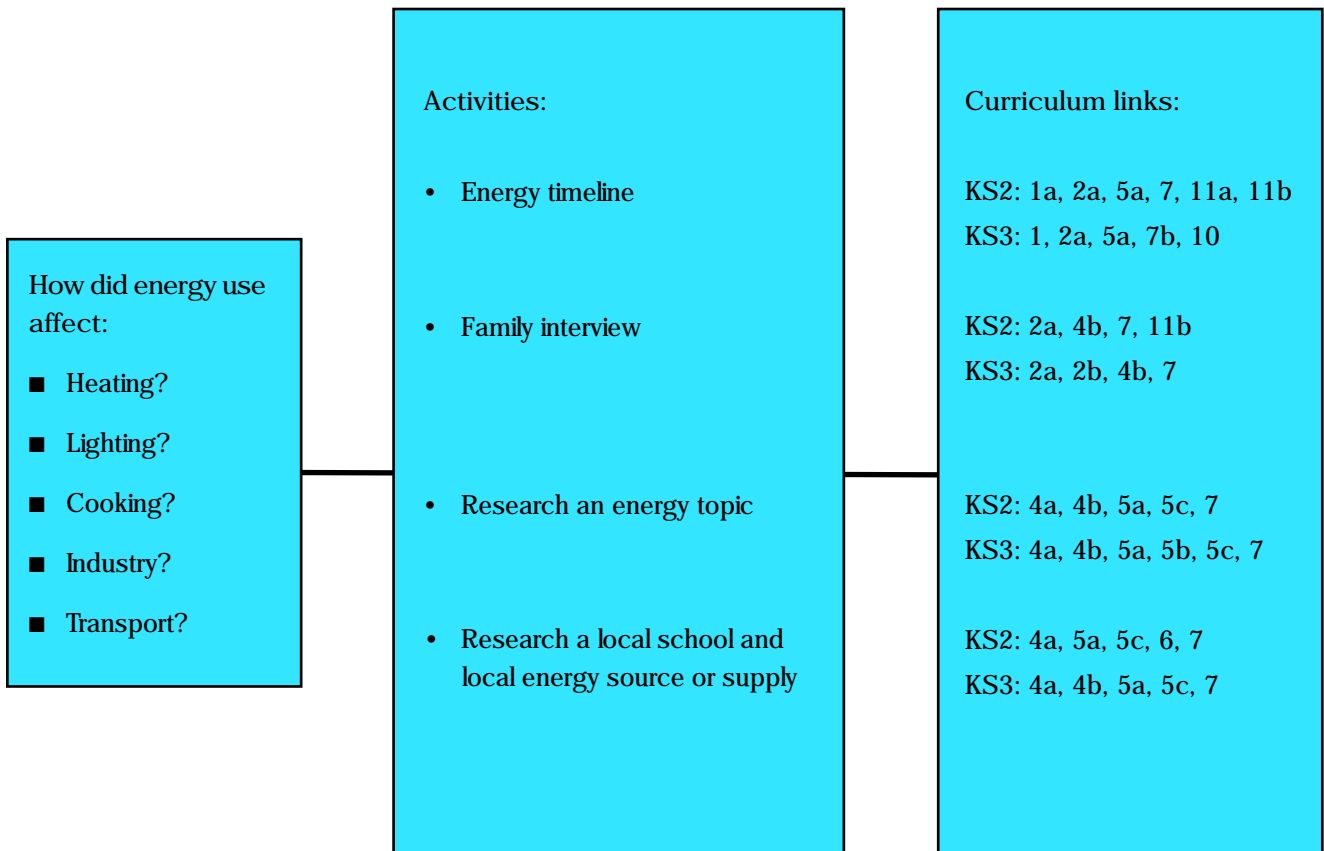 How did energy use
affect:
■ Heating?
■ Lighting?
■ Cooking?
■ Industry?
■ Transport?
Activities:
• Energy timeline
• Family interview
• Research an energy topic
• Research a local school and
local energy source or supply
Curriculum links:
KS2: 1a, 2a, 5a, 7, 11a, 11b
KS3: 1, 2a, 5a, 7b, 10
KS2: 2a, 4b, 7, 11b
KS3: 2a, 2b, 4b, 7
KS2: 4a, 4b, 5a, 5c, 7
KS3: 4a, 4b, 5a, 5b, 5c, 7
KS2: 4a, 5a, 5c, 6, 7
KS3: 4a, 4b, 5a, 5c, 7